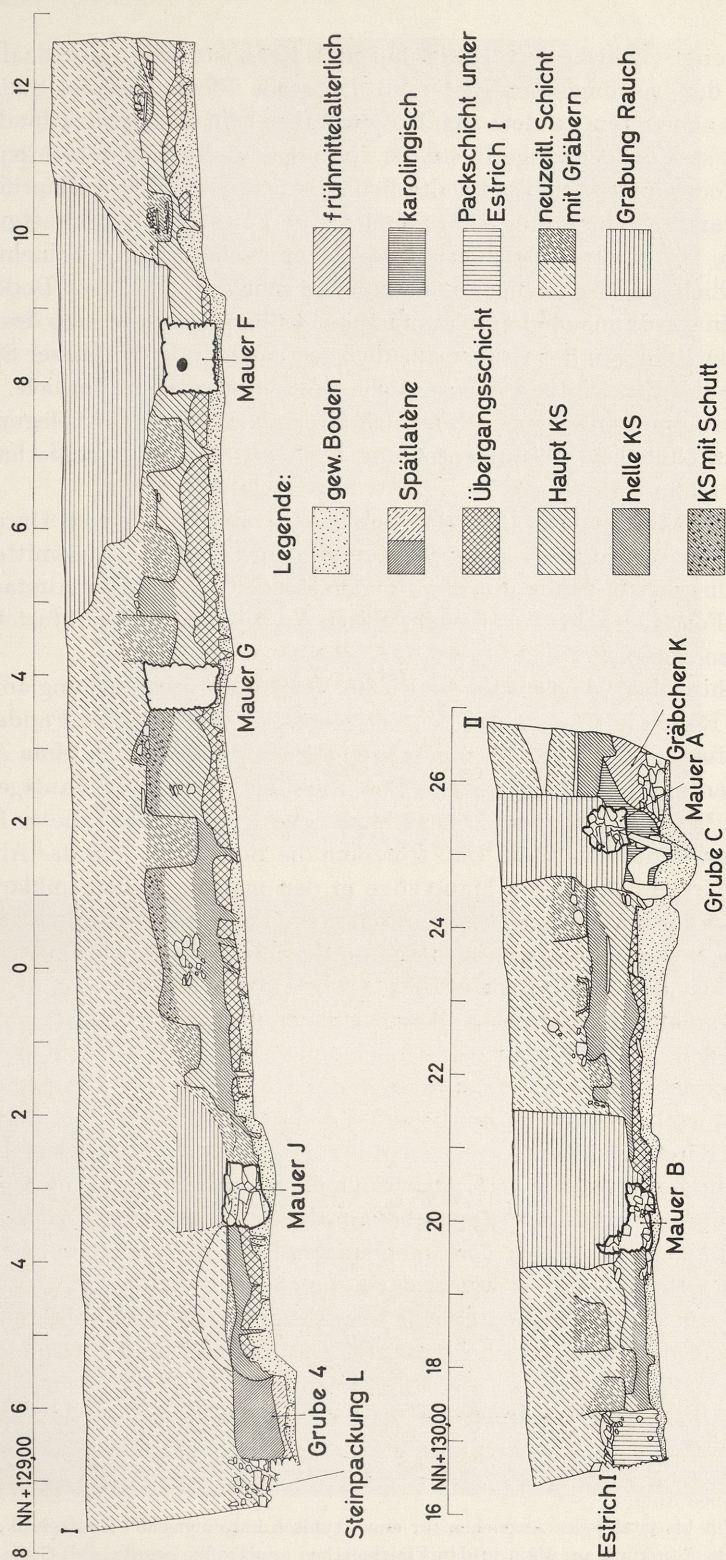 I
8 6 4 2 0 2 4 6 8 10 12
NN+129,00
Steinpackung L
Grube 4
Mauer J
Mauer G
Mauer F
II
16 18 20 22 24 26
NN+130,00
Estrich I
Mauer B
Grube C
Mauer A
Gräbchen K
Legende:
gew. Boden
Spätlatène
Übergangsschicht
Haupt KS
helle KS
KS mit Schutt
frühmittelalterlich
karolingisch
Packschicht unter
Estrich I
neuzeitl. Schicht
mit Gräbern
Grabung Rauch